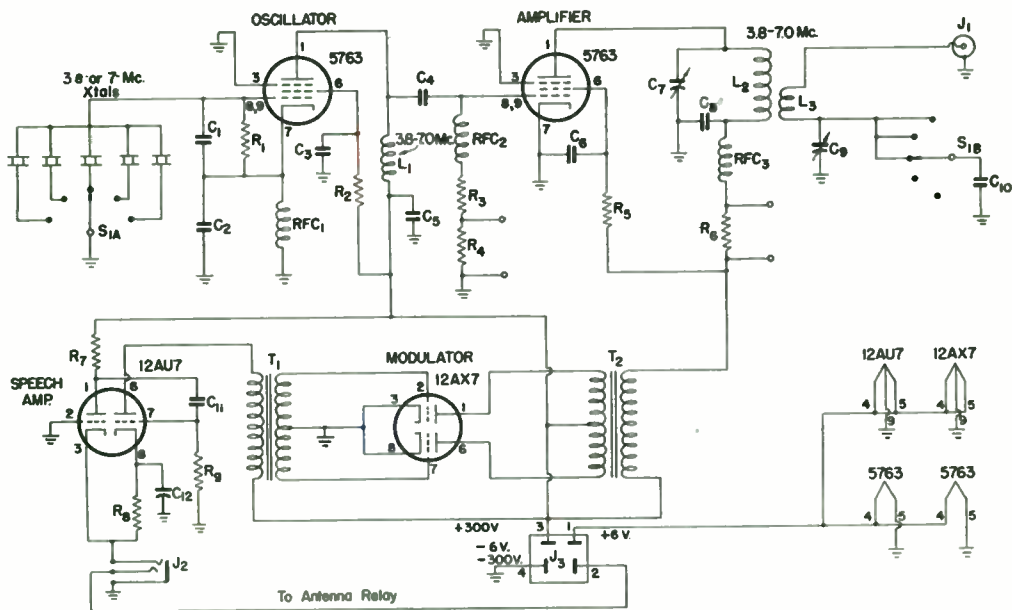 OSCILLATOR
AMPLIFIER
3.8-7.0 Mc.
J1
5763
5763
1
1
3
6
3
6
8,9
8,9
7
7
3.8 or 7 Mc.
Xtals
C4
C7
L2
L3
C8
C1
R1
C3
3.8-7.0 Mc.
L1
RFC2
C6
RFC3
C9
S1B
C10
R2
R3
R5
C2
RFC1
C5
R4
R6
S1A
R7
12AU7
T1
MODULATOR
12AX7
T2
12AU7
12AX7
SPEECH
AMP.
1
6
2
7
3
8
C11
2
3
1
8
6
7
4
5
9
4
5
9
R9
C12
R8
5763
5763
4
5
4
5
+300V
3
1
+6 V.
- 6 V.
-300V.
4
J3
2
J2
To Antenna Relay